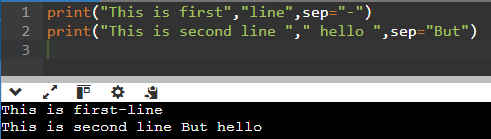 1 print("This is first","line",sep="-")
2 print("This is second line "," hello ",sep="But")
3
This is first-line
This is second line But hello